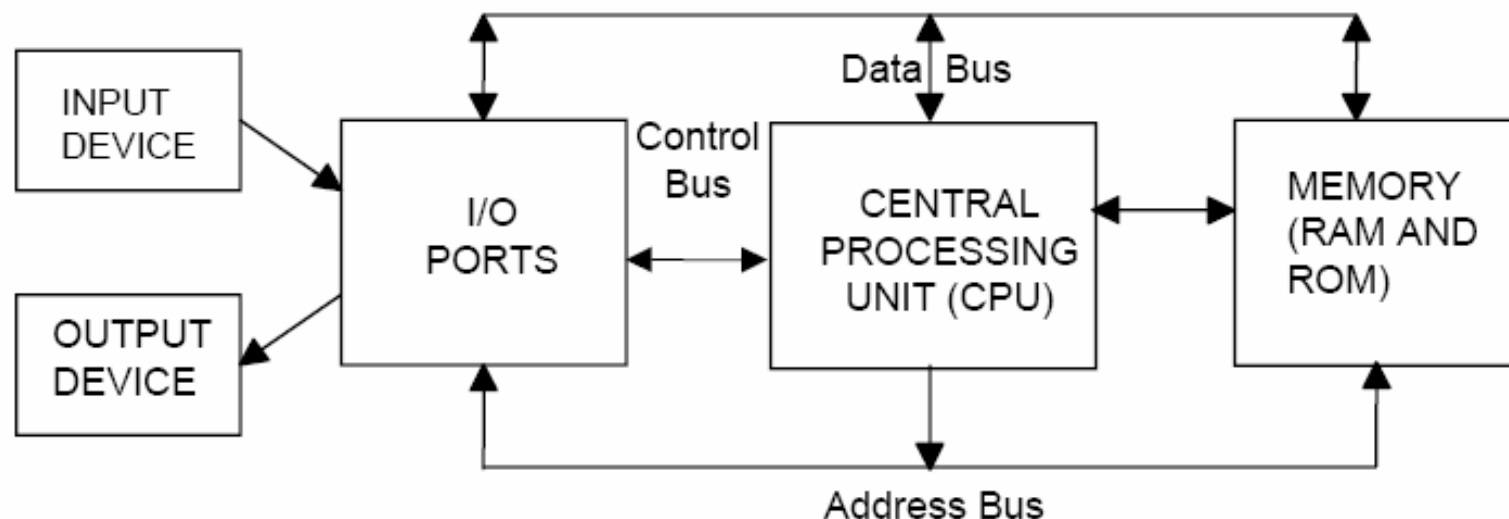 Data Bus
INPUT
DEVICE
Control
Bus
I/O
PORTS
CENTRAL
PROCESSING
UNIT (CPU)
MEMORY
(RAM AND
ROM)
OUTPUT
DEVICE
Address Bus